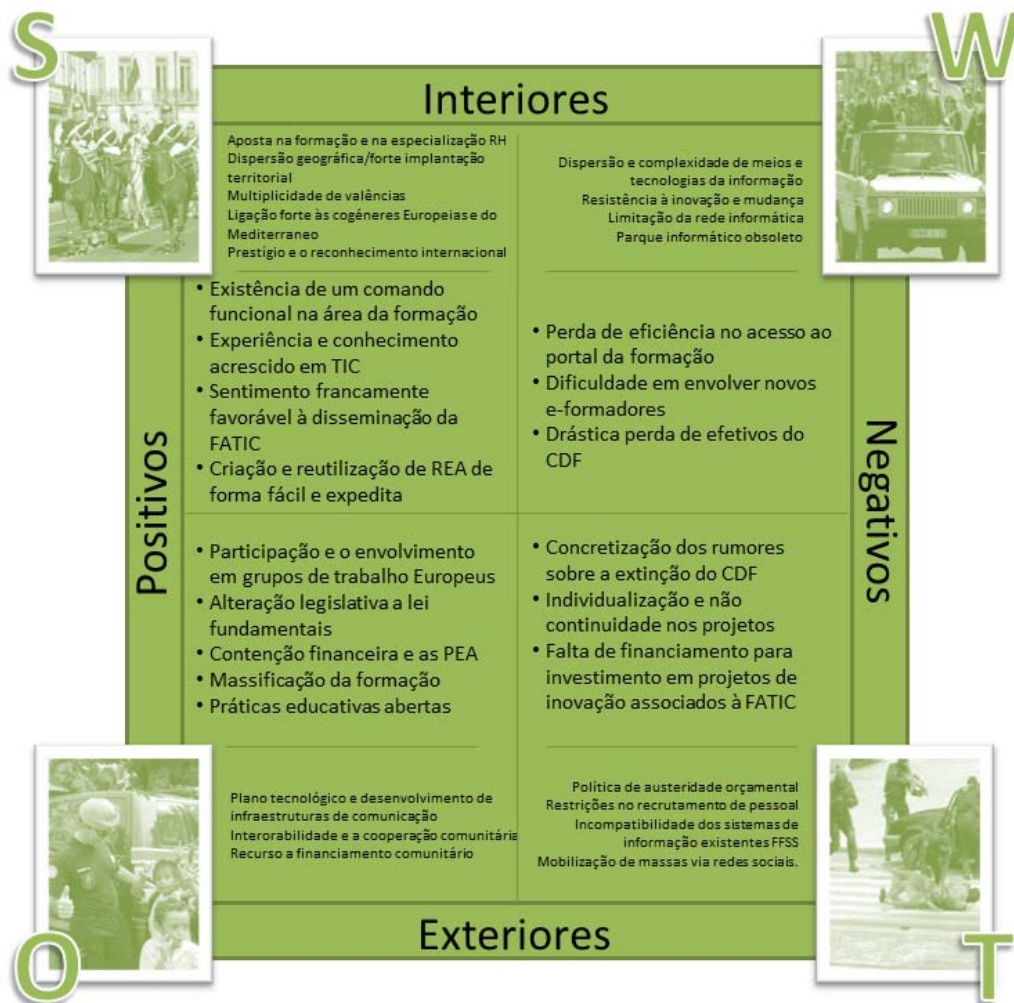 S
W
Interiores
Aposta na formação e na especialização RH
Dispersão geográfica/forte implantação
territorial
Multiplicidade de valências
Ligação forte às cogéneres Europeias e do
Mediterraneo
Prestígio e o reconhecimento internacional
Dispersão e complexidade de meios e
tecnologias da informação
Resistência à inovação e mudança
Limitação da rede informática
Parque informático obsoleto
Positivos
• Existência de um comando
funcional na área da formação
• Experiência e conhecimento
acrescido em TIC
• Sentimento francamente
favorável à disseminação da
FATIC
• Criação e reutilização de REA de
forma fácil e expedita
• Perda de eficiência no acesso ao
portal da formação
• Dificuldade em envolver novos
e-formadores
• Drástica perda de efetivos do
CDF
Negativos
• Participação e o envolvimento
em grupos de trabalho Europeus
• Alteração legislativa a lei
fundamentais
• Contenção financeira e as PEA
• Massificação da formação
• Práticas educativas abertas
• Concretização dos rumores
sobre a extinção do CDF
• Individualização e não
continuidade nos projetos
• Falta de financiamento para
investimento em projetos de
inovação associados à FATIC
Plano tecnológico e desenvolvimento de
infraestruturas de comunicação
Interorabilidade e a cooperação comunitária
Recurso a financiamento comunitário
Política de austeridade orçamental
Restrições no recrutamento de pessoal
Incompatibilidade dos sistemas de
informação existentes FFSS
Mobilização de massas via redes sociais.
Exteriores
O
T